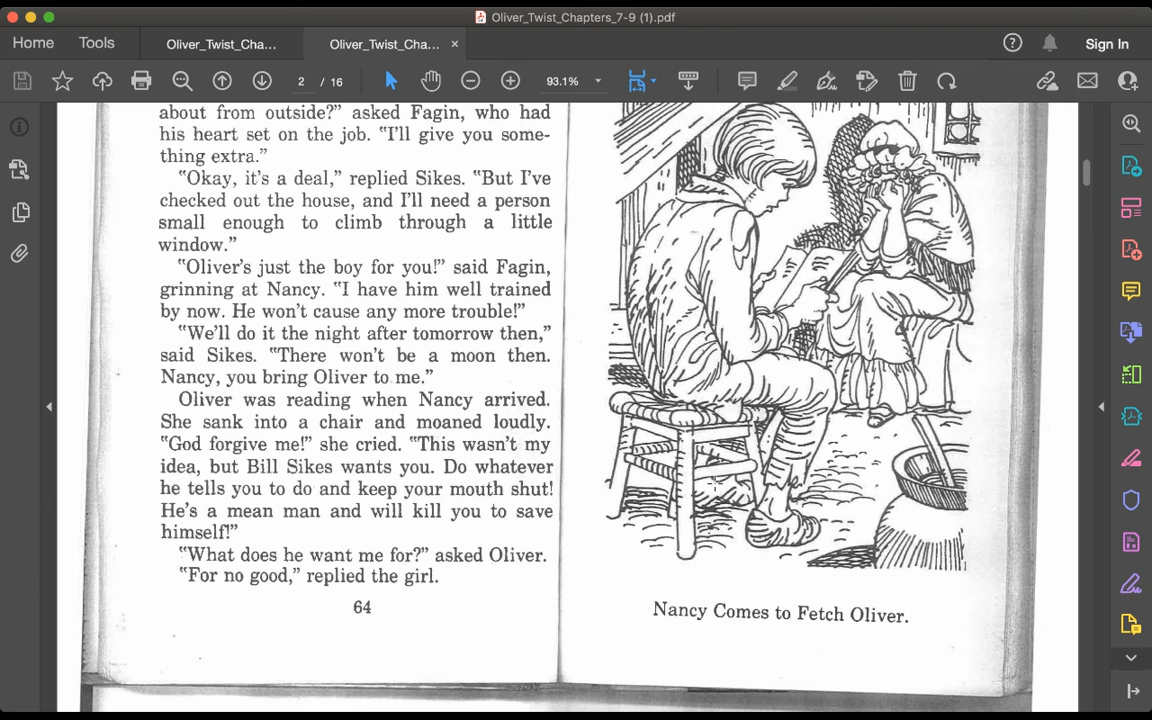 Oliver_Twist_Chapters_7-9 (1).pdf
Home Tools Oliver_Twist_Cha... Oliver_Twist_Cha... × Sign In
2 / 16 93.1%
about from outside?" asked Fagin, who had
his heart set on the job. "I'll give you some-
thing extra."
"Okay, it's a deal," replied Sikes. "But I've
checked out the house, and I'll need a person
small enough to climb through a little
window."
"Oliver's just the boy for you!" said Fagin,
grinning at Nancy. "I have him well trained
by now. He won't cause any more trouble!"
"We'll do it the night after tomorrow then,"
said Sikes. "There won't be a moon then.
Nancy, you bring Oliver to me."
Oliver was reading when Nancy arrived.
She sank into a chair and moaned loudly.
"God forgive me!" she cried. "This wasn't my
idea, but Bill Sikes wants you. Do whatever
he tells you to do and keep your mouth shut!
He's a mean man and will kill you to save
himself!"
"What does he want me for?" asked Oliver.
"For no good," replied the girl.
64
Nancy Comes to Fetch Oliver.